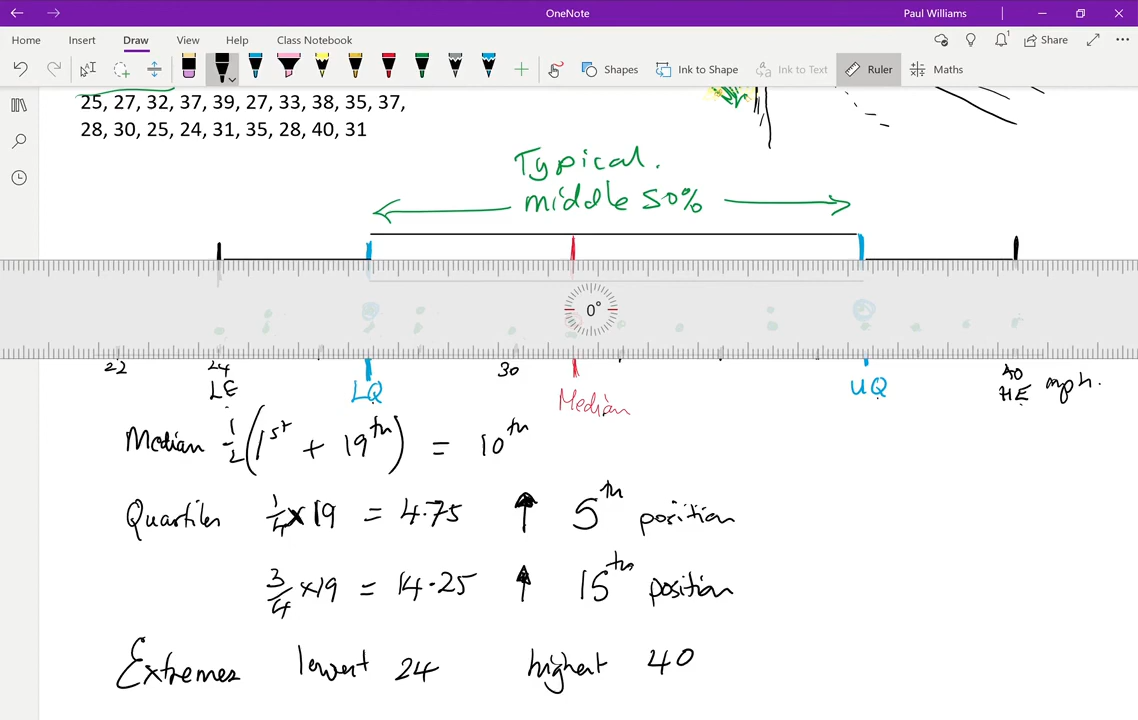 OneNote
Paul Williams
Home Insert Draw View Help Class Notebook
Share
Shapes Ink to Shape Ink to Text Ruler Maths
25, 27, 32, 37, 39, 27, 33, 38, 35, 37,
28, 30, 25, 24, 31, 35, 28, 40, 31
Typical.
middle 50%
0°
22 24 30 40
LE LQ Median UQ HE mph.
Median 1/2 (1st + 19th) = 10th
Quartiles 1/4 × 19 = 4.75 ↑ 5th position
3/4 × 19 = 14.25 ↑ 15th position
Extremes lowest 24 highest 40